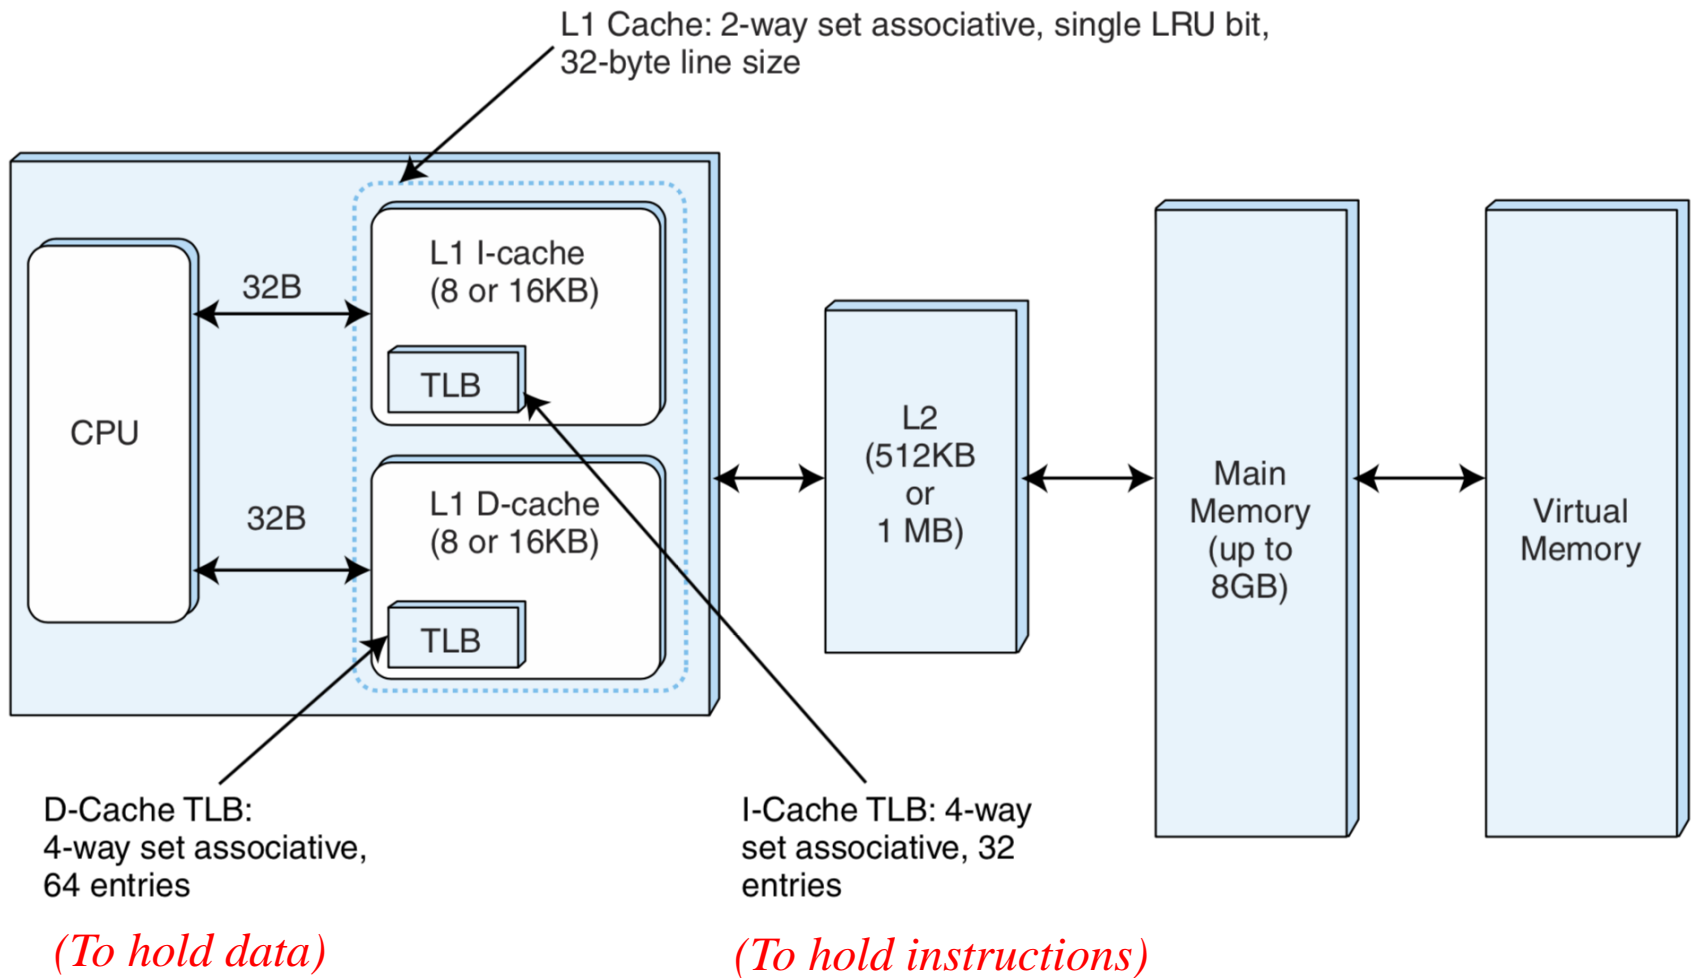 L1 Cache: 2-way set associative, single LRU bit,
32-byte line size
L1 I-cache
(8 or 16KB)
32B
TLB
CPU
L1 D-cache
(8 or 16KB)
32B
TLB
L2
(512KB
or
1 MB)
Main
Memory
(up to
8GB)
Virtual
Memory
D-Cache TLB:
4-way set associative,
64 entries
(To hold data)
I-Cache TLB: 4-way
set associative, 32
entries
(To hold instructions)